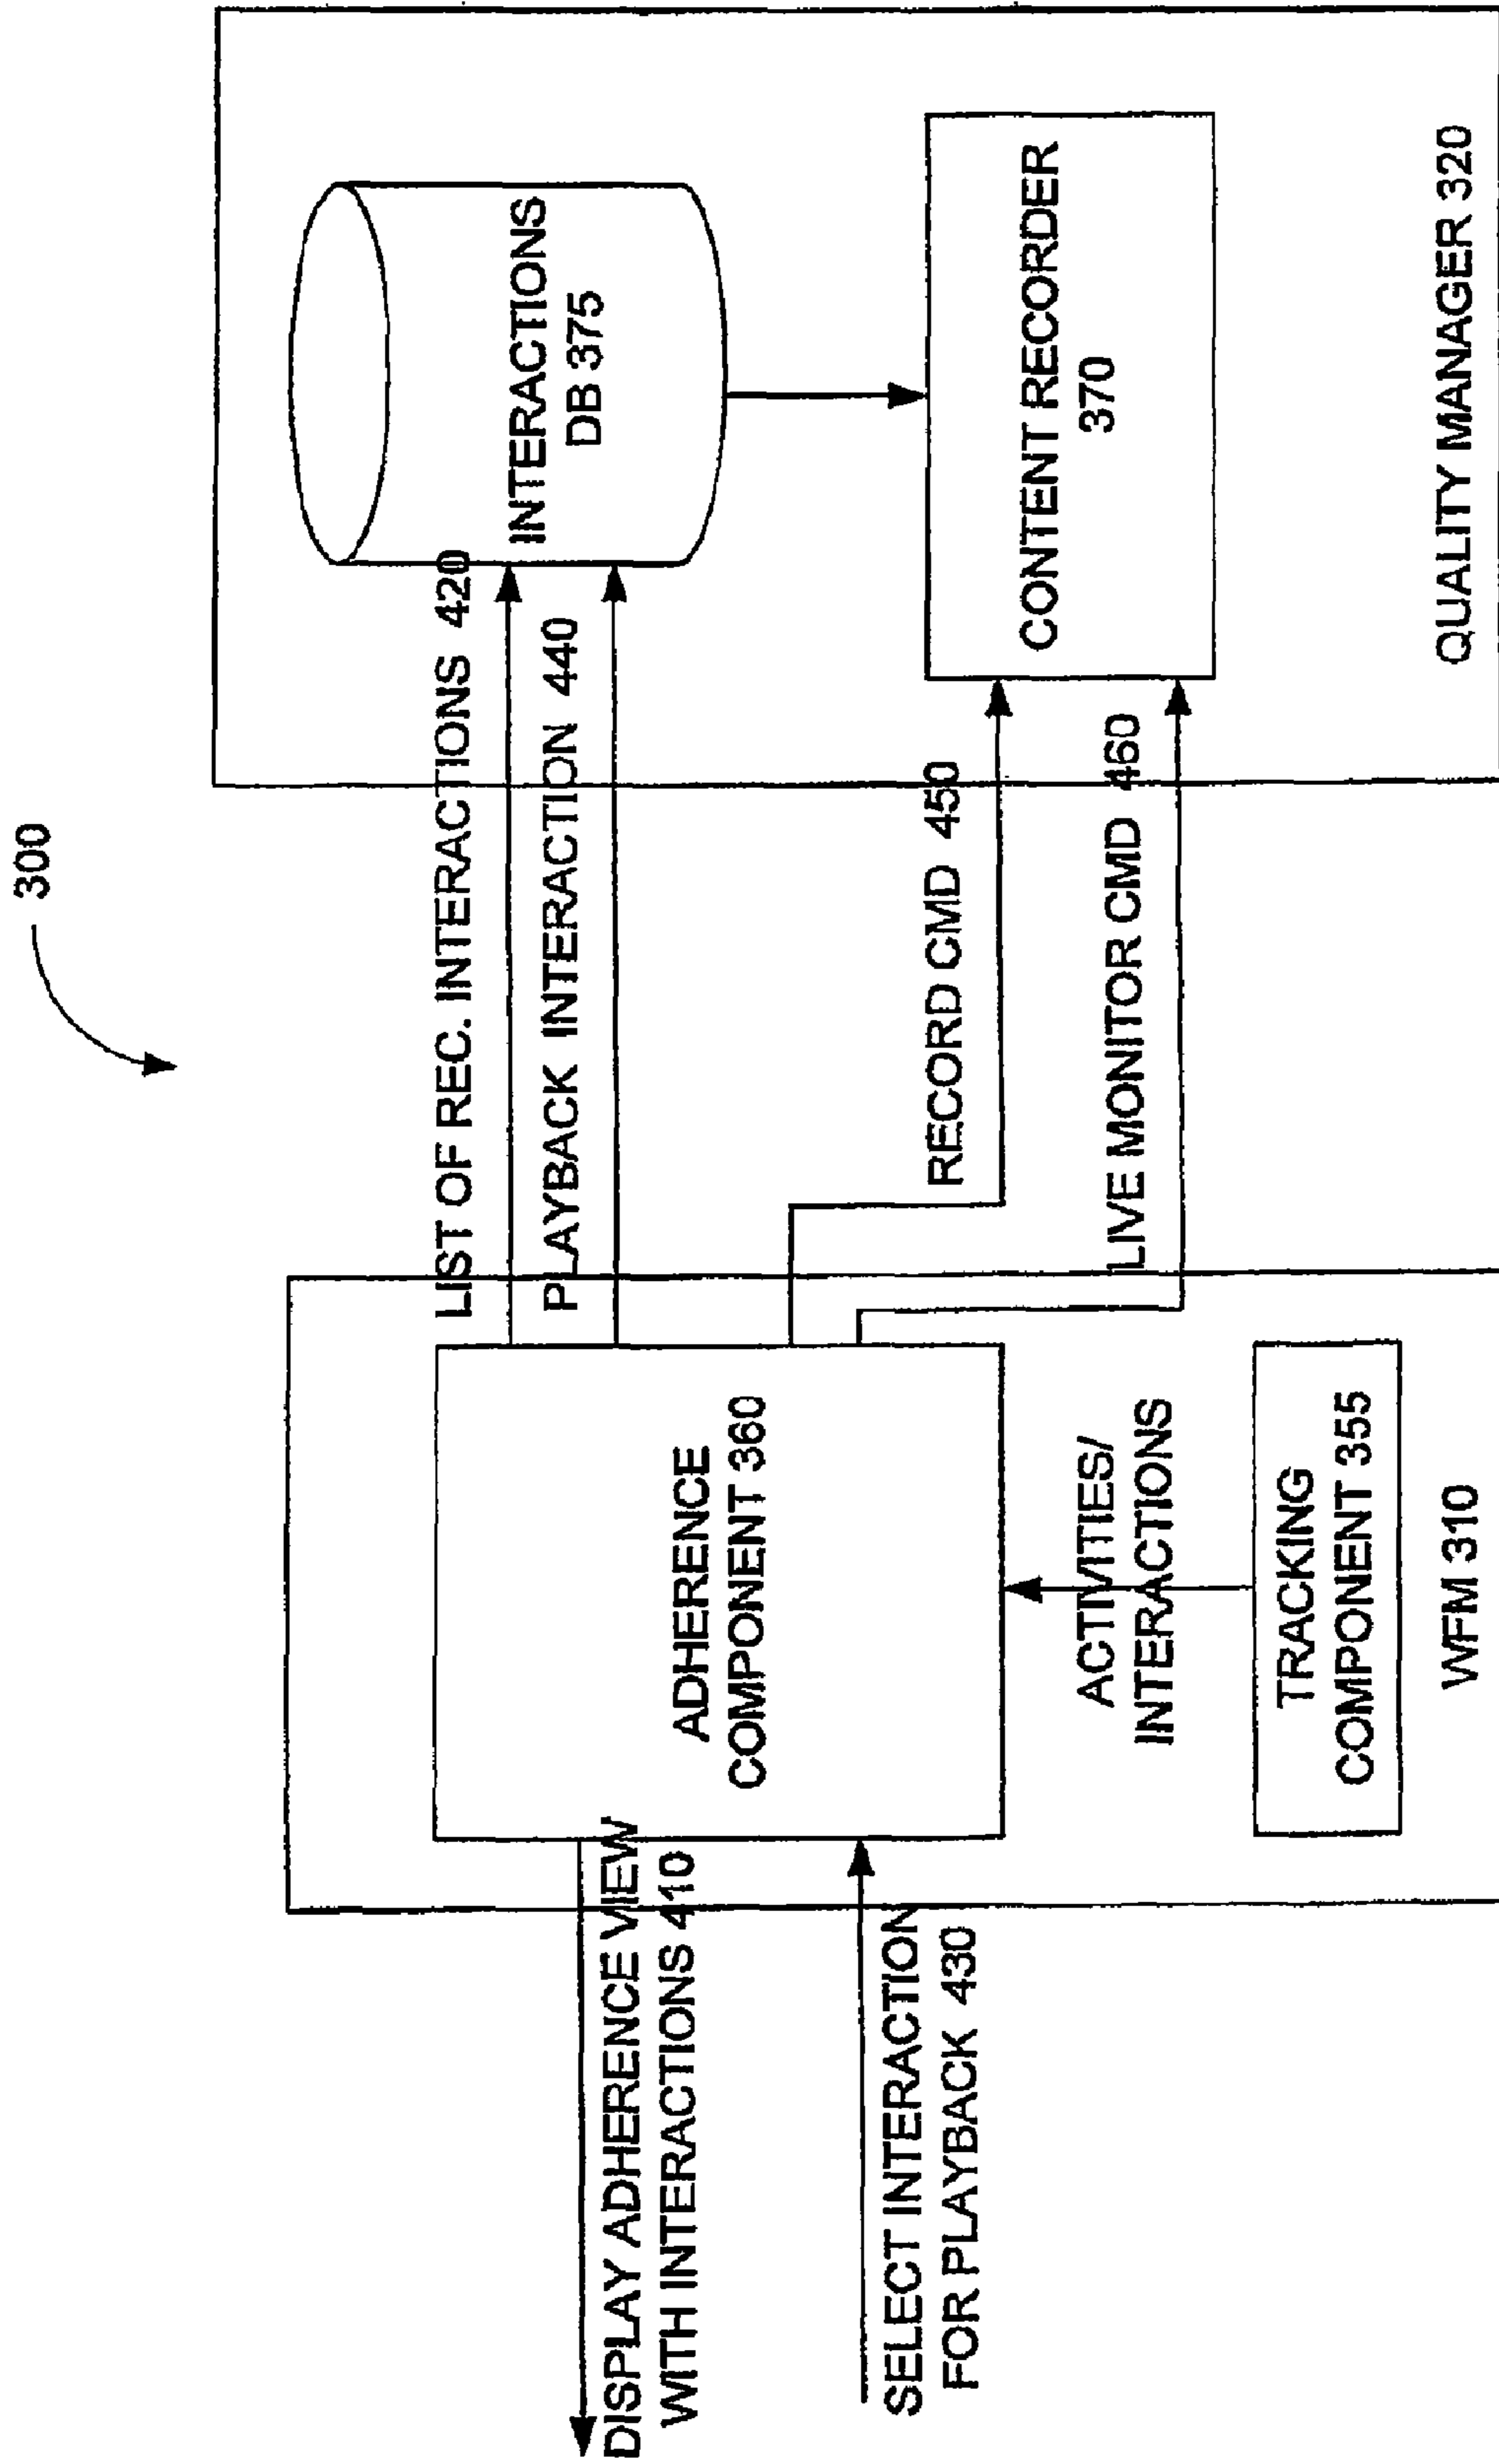 300
LIST OF REC. INTERACTIONS 420
PLAYBACK INTERACTION 440
INTERACTIONS
DB 375
DISPLAY ADHERENCE VIEW
WITH INTERACTIONS 410
ADHERENCE
COMPONENT 360
SELECT INTERACTION
FOR PLAYBACK 430
RECORD CMD 450
LIVE MONITOR CMD 460
CONTENT RECORDER
370
ACTIVITIES/
INTERACTIONS
TRACKING
COMPONENT 355
WFM 310
QUALITY MANAGER 320